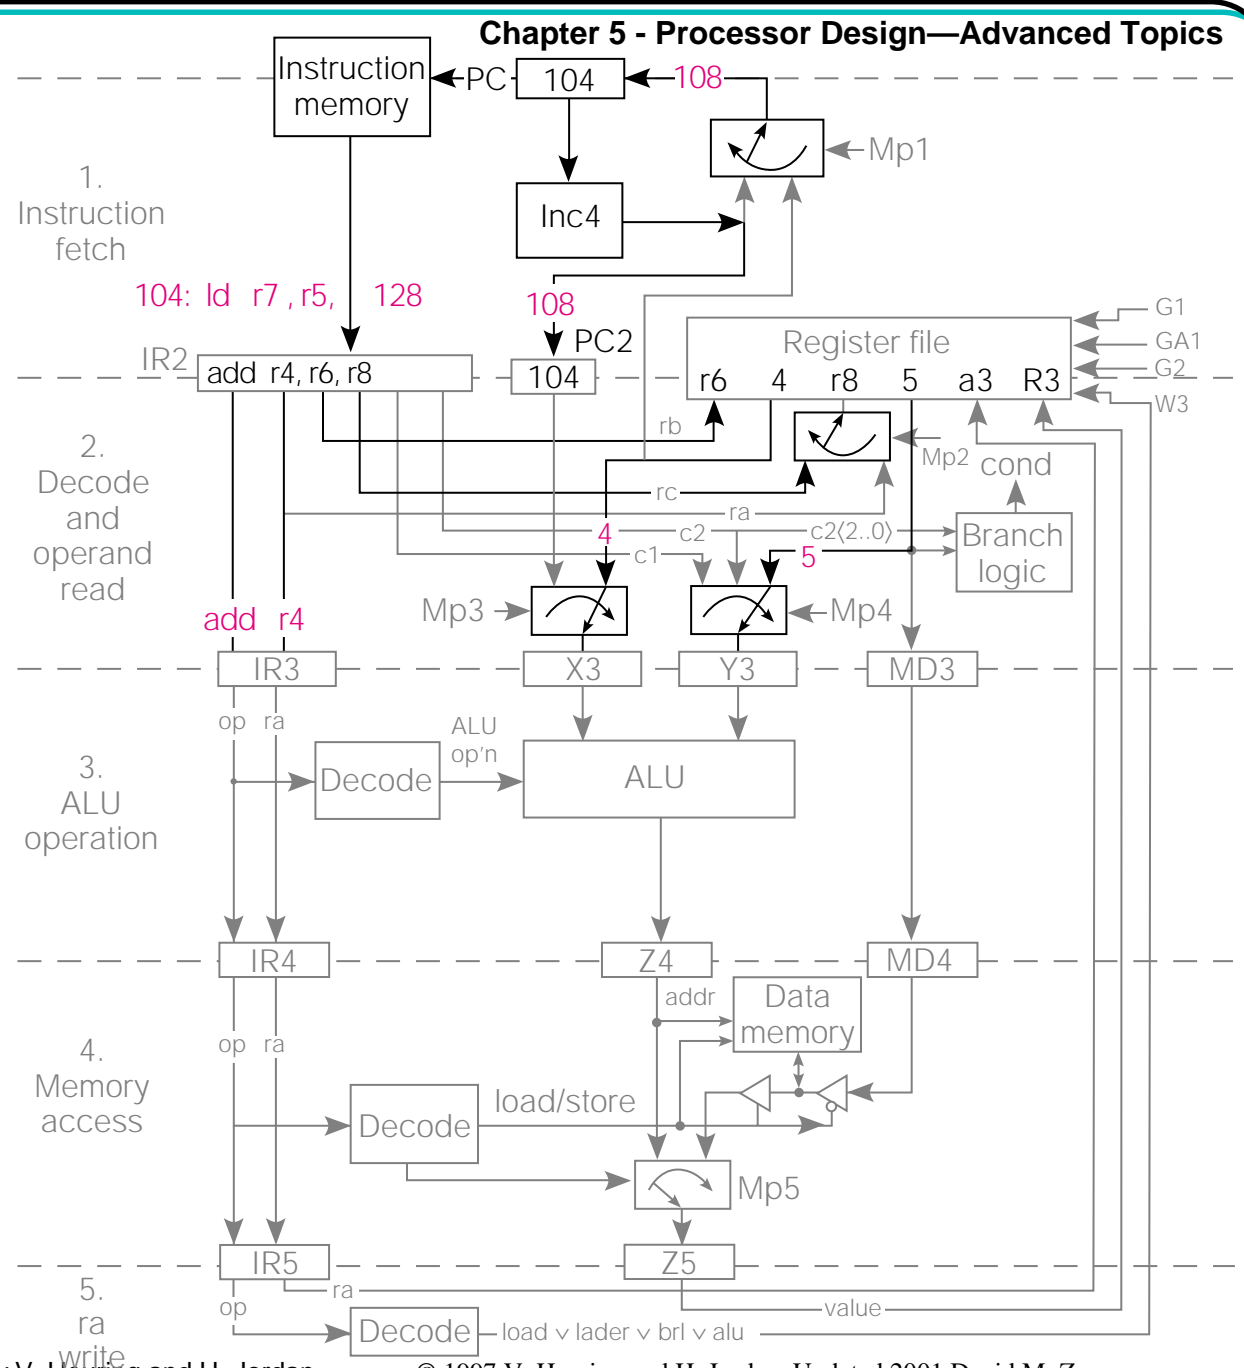 Chapter 5 - Processor Design—Advanced Topics
Instruction memory
PC
104
108
Mp1
1.
Instruction
fetch
Inc4
104: ld r7 , r5, 128
108
PC2
IR2
add r4, r6, r8
104
Register file
G1
GA1
G2
W3
r6 4 r8 5 a3 R3
2.
Decode
and
operand
read
rb
Mp2
cond
rc
ra
4
c2
c2⟨2..0⟩
c1
5
Branch
logic
Mp3
Mp4
add r4
IR3
X3
Y3
MD3
op ra
ALU
op'n
3.
ALU
operation
Decode
ALU
IR4
Z4
MD4
addr
Data
memory
op ra
4.
Memory
access
load/store
Decode
Mp5
IR5
Z5
5.
ra
write
op
ra
value
Decode
load ∨ lader ∨ brl ∨ alu